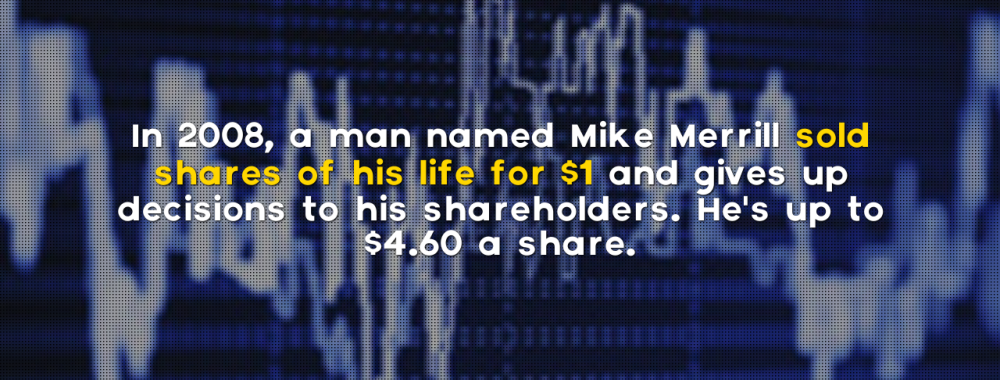 In 2008, a man named Mike Merrill sold
shares of his life for $1 and gives up
decisions to his shareholders. He's up to
$4.60 a share.